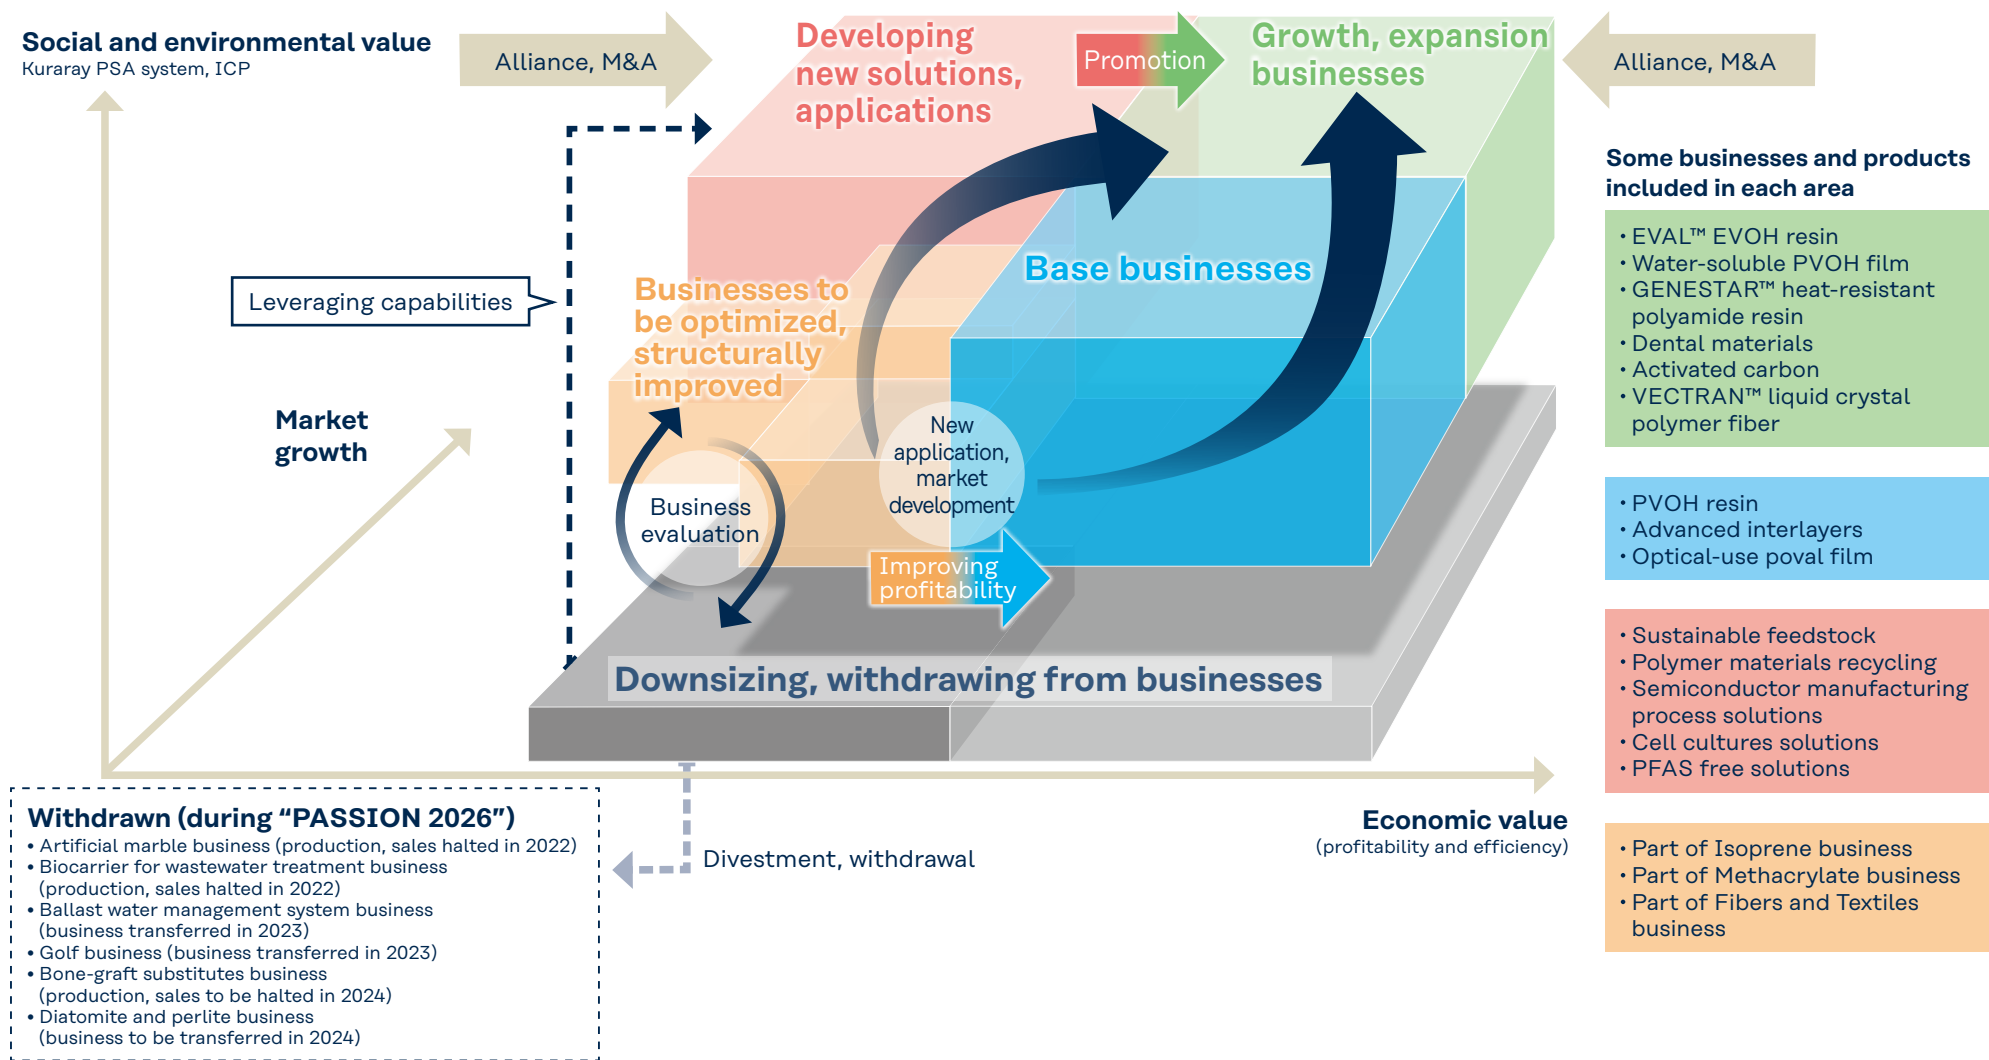 Social and environmental value
Kuraray PSA system, ICP
Alliance, M&A
Developing
new solutions,
applications
Promotion
Growth, expansion
businesses
Alliance, M&A
Leveraging capabilities
Market
growth
Businesses to
be optimized,
structurally
improved
Base businesses
New
application,
market
development
Business
evaluation
Improving
profitability
Downsizing, withdrawing from businesses
Divestment, withdrawal
Economic value
(profitability and efficiency)
Withdrawn (during “PASSION 2026”)
• Artificial marble business (production, sales halted in 2022)
• Biocarrier for wastewater treatment business
(production, sales halted in 2022)
• Ballast water management system business
(business transferred in 2023)
• Golf business (business transferred in 2023)
• Bone-graft substitutes business
(production, sales to be halted in 2024)
• Diatomite and perlite business
(business to be transferred in 2024)
Some businesses and products
included in each area
・EVAL™ EVOH resin
・Water-soluble PVOH film
・GENESTAR™ heat-resistant
polyamide resin
・Dental materials
・Activated carbon
・VECTRAN™ liquid crystal
polymer fiber
・PVOH resin
・Advanced interlayers
・Optical-use poval film
・Sustainable feedstock
・Polymer materials recycling
・Semiconductor manufacturing
process solutions
・Cell cultures solutions
・PFAS free solutions
・Part of Isoprene business
・Part of Methacrylate business
・Part of Fibers and Textiles
business